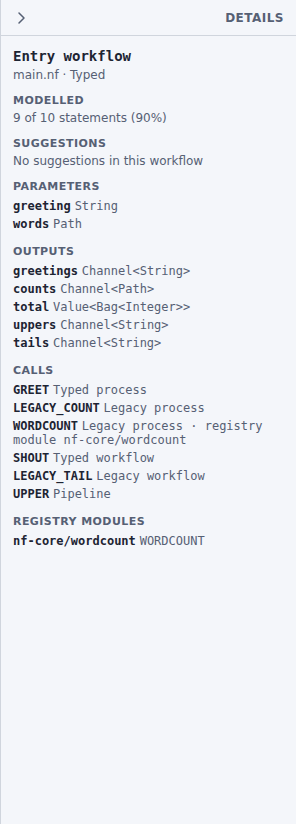 DETAILS
Entry workflow
main.nf · Typed
MODELLED
9 of 10 statements (90%)
SUGGESTIONS
No suggestions in this workflow
PARAMETERS
greeting String
words Path
OUTPUTS
greetings Channel<String>
counts Channel<Path>
total Value<Bag<Integer>>
uppers Channel<String>
tails Channel<String>
CALLS
GREET Typed process
LEGACY_COUNT Legacy process
WORDCOUNT Legacy process · registry
module nf-core/wordcount
SHOUT Typed workflow
LEGACY_TAIL Legacy workflow
UPPER Pipeline
REGISTRY MODULES
nf-core/wordcount WORDCOUNT